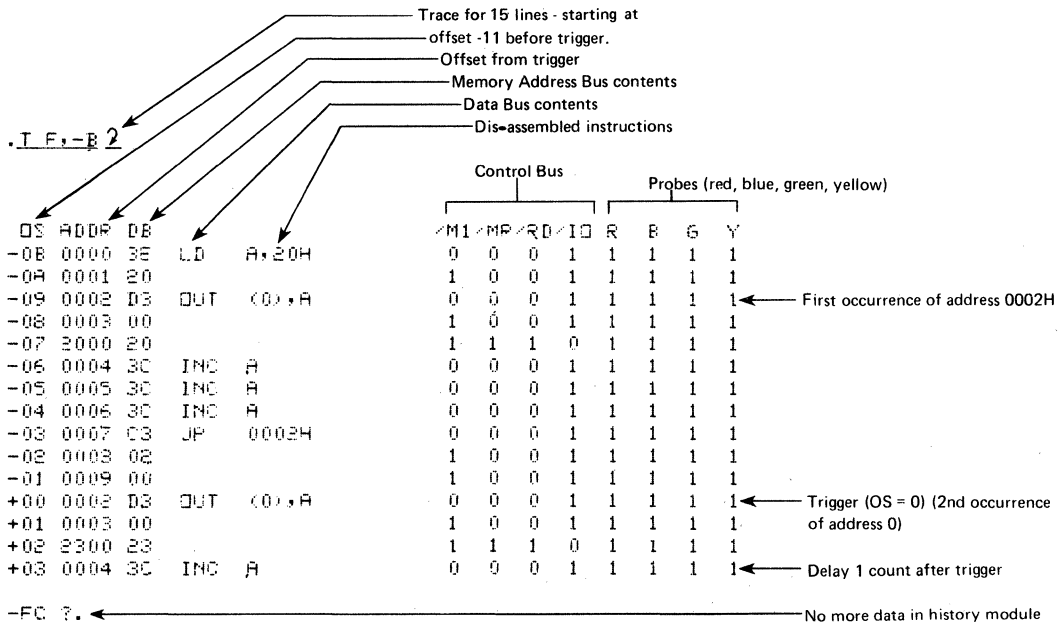 Trace for 15 lines - starting at
offset -11 before trigger.
Offset from trigger
Memory Address Bus contents
Data Bus contents
Dis-assembled instructions
.T F,-B
Control Bus
Probes (red, blue, green, yellow)
OS ADDR DB /M1 /MR /RD /IO R B G Y
-0B 0000 3E LD A,20H 0 0 0 1 1 1 1 1
-0A 0001 20 1 0 0 1 1 1 1 1
-09 0002 D3 OUT (0),A 0 0 0 1 1 1 1 1 First occurrence of address 0002H
-08 0003 00 1 0 0 1 1 1 1 1
-07 2000 20 1 1 1 0 1 1 1 1
-06 0004 3C INC A 0 0 0 1 1 1 1 1
-05 0005 3C INC A 0 0 0 1 1 1 1 1
-04 0006 3C INC A 0 0 0 1 1 1 1 1
-03 0007 C3 JP 0002H 0 0 0 1 1 1 1 1
-02 0008 02 1 0 0 1 1 1 1 1
-01 0009 00 1 0 0 1 1 1 1 1
+00 0002 D3 OUT (0),A 0 0 0 1 1 1 1 1 Trigger (OS = 0) (2nd occurrence
+01 0003 00 1 0 0 1 1 1 1 1 of address 0)
+02 2300 23 1 1 1 0 1 1 1 1
+03 0004 3C INC A 0 0 0 1 1 1 1 1 Delay 1 count after trigger
-FC ?. No more data in history module